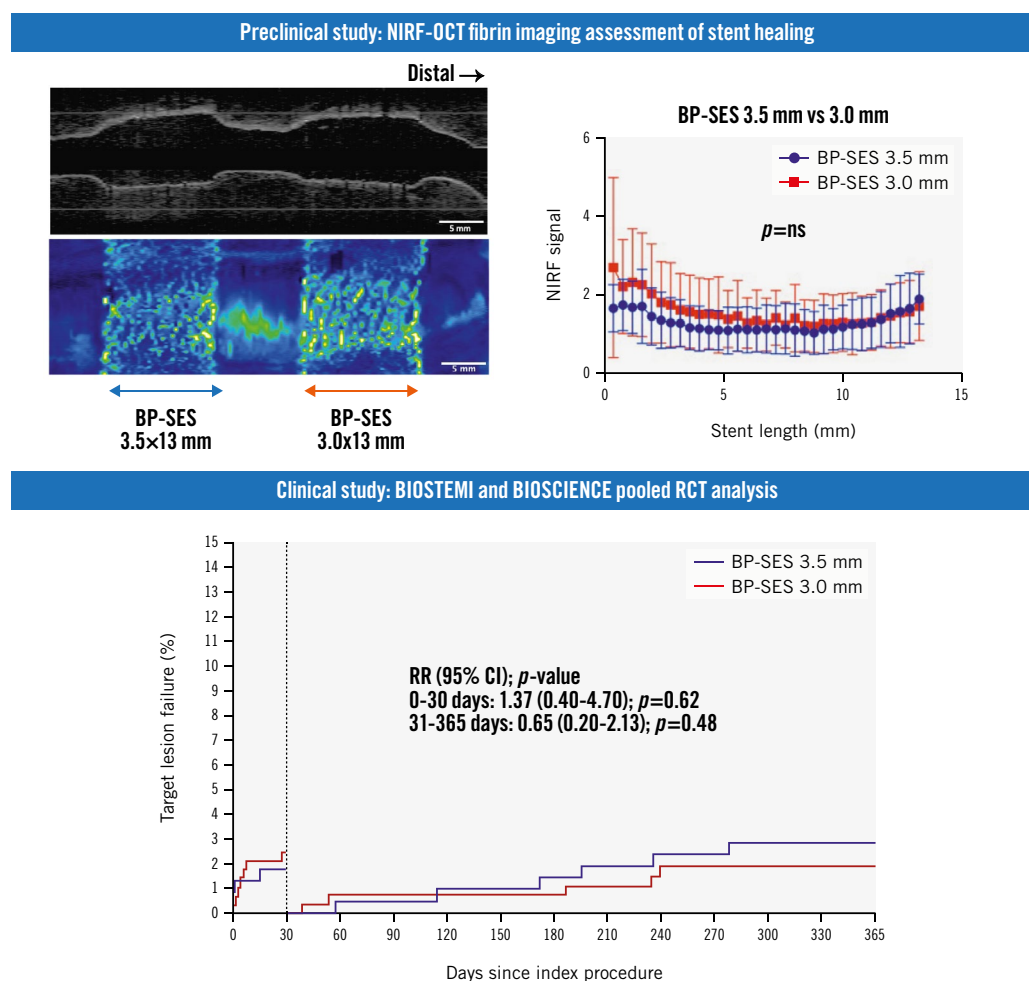 Preclinical study: NIRF-OCT fibrin imaging assessment of stent healing
Distal →
5 mm
5 mm
BP-SES
3.5×13 mm
BP-SES
3.0x13 mm
BP-SES 3.5 mm vs 3.0 mm
BP-SES 3.5 mm
BP-SES 3.0 mm
p=ns
NIRF signal
6
4
2
0
0 5 10 15
Stent length (mm)
Clinical study: BIOSTEMI and BIOSCIENCE pooled RCT analysis
BP-SES 3.5 mm
BP-SES 3.0 mm
RR (95% CI); p-value
0-30 days: 1.37 (0.40-4.70); p=0.62
31-365 days: 0.65 (0.20-2.13); p=0.48
Target lesion failure (%)
15
14
13
12
11
10
9
8
7
6
5
4
3
2
1
0
0 30 60 90 120 150 180 210 240 270 300 330 365
Days since index procedure